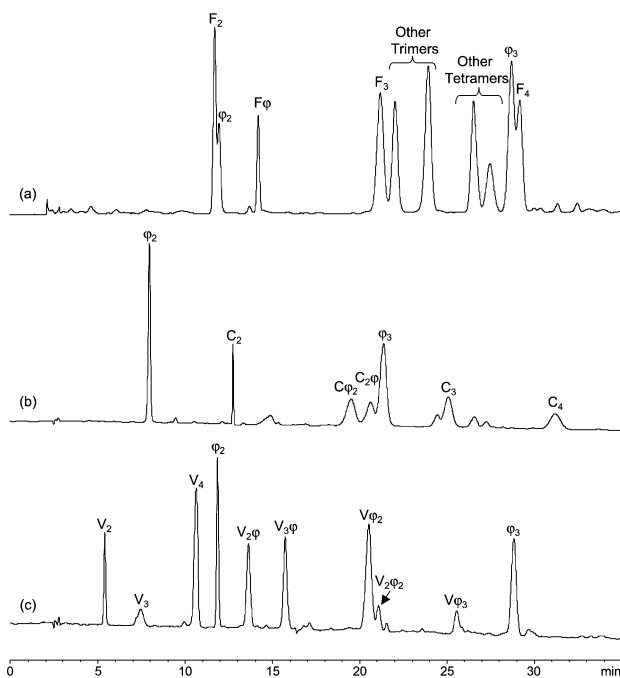 F₂
φ₂
Fφ
F₃
Other
Trimers
Other
Tetramers
φ₃
F₄
(a)
φ₂
C₂
Cφ₂
C₂φ
φ₃
C₃
C₄
(b)
V₂
V₃
V₄
φ₂
V₂φ
V₃φ
Vφ₂
V₂φ₂
Vφ₃
φ₃
(c)
0 5 10 15 20 25 30 min